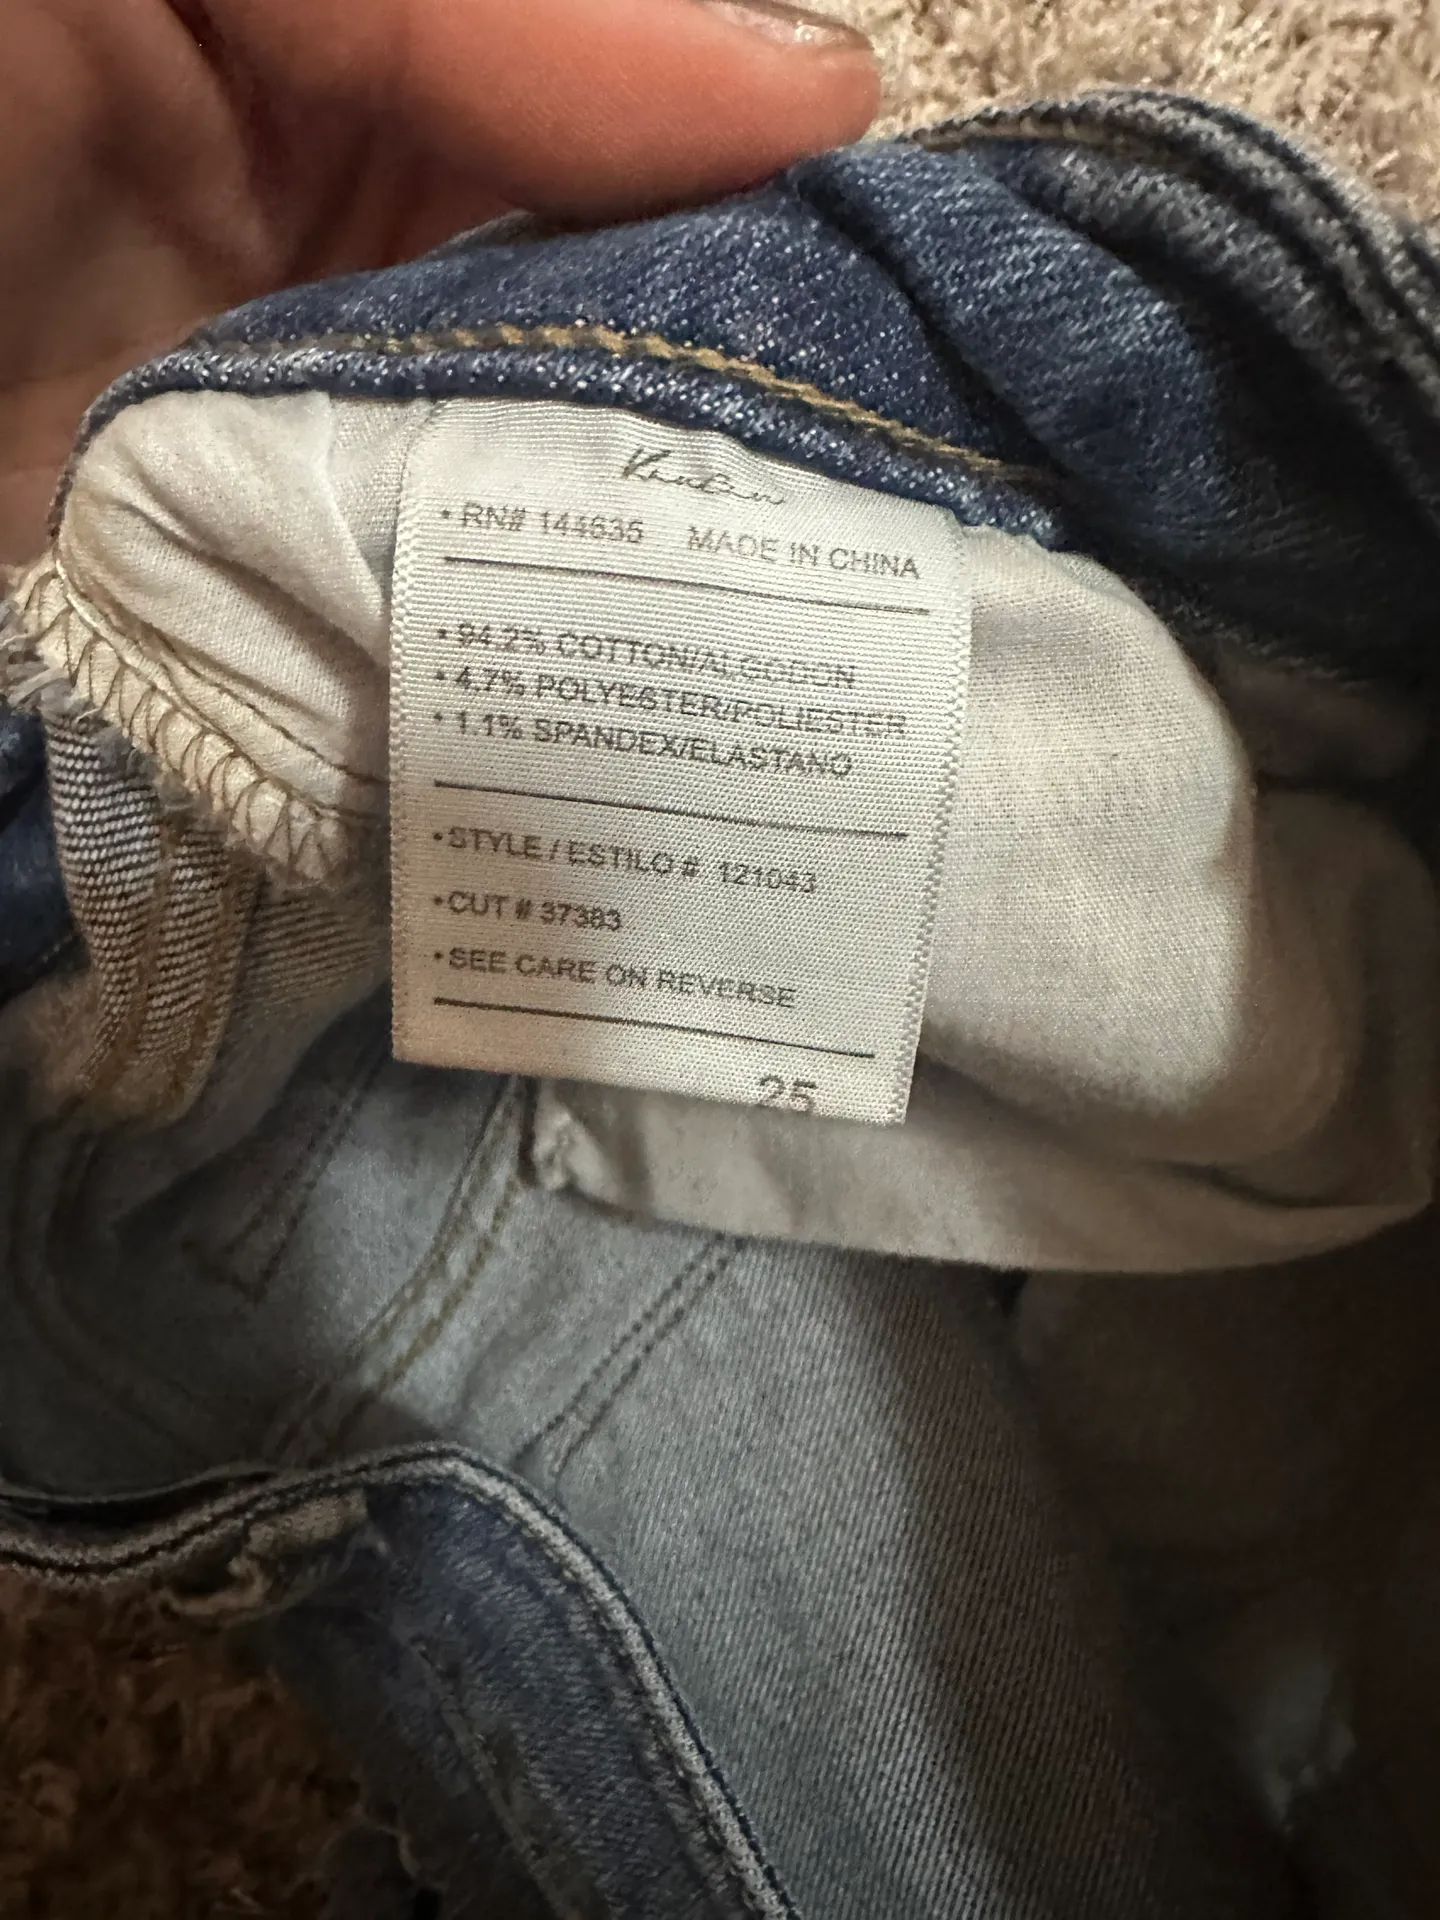 KanCan
• RN# 144635 MADE IN CHINA
• 94.2% COTTON/ALGODON
• 4.7% POLYESTER/POLIESTER
• 1.1% SPANDEX/ELASTANO
• STYLE / ESTILO # 121043
• CUT # 37383
• SEE CARE ON REVERSE
25